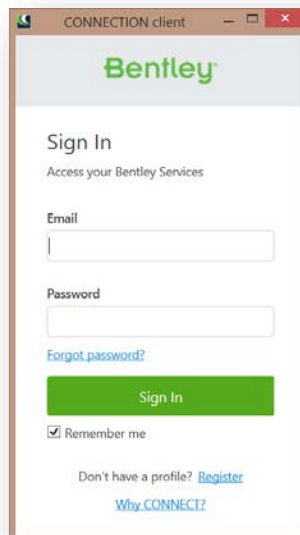 CONNECTION client
Bentley
Sign In
Access your Bentley Services
Email
Password
Forgot password?
Sign In
Remember me
Don't have a profile? Register
Why CONNECT?